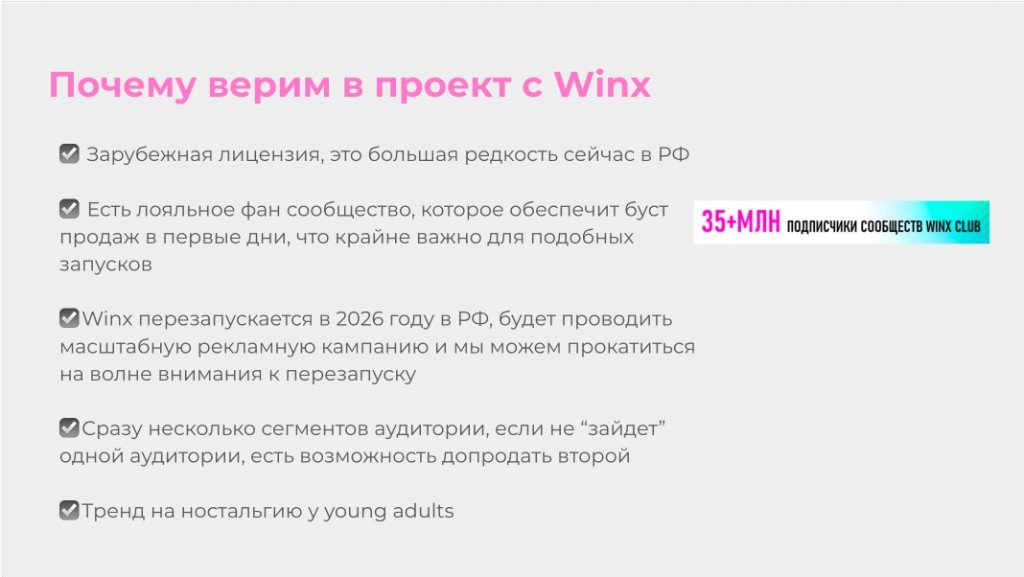 Почему верим в проект с Winx
Зарубежная лицензия, это большая редкость сейчас в РФ
Есть лояльное фан сообщество, которое обеспечит буст
продаж в первые дни, что крайне важно для подобных
запусков
35+МЛН ПОДПИСЧИКИ СООБЩЕСТВ WINX CLUB
Winx перезапускается в 2026 году в РФ, будет проводить
масштабную рекламную кампанию и мы можем прокатиться
на волне внимания к перезапуску
Сразу несколько сегментов аудитории, если не “зайдет”
одной аудитории, есть возможность допродать второй
Тренд на ностальгию у young adults